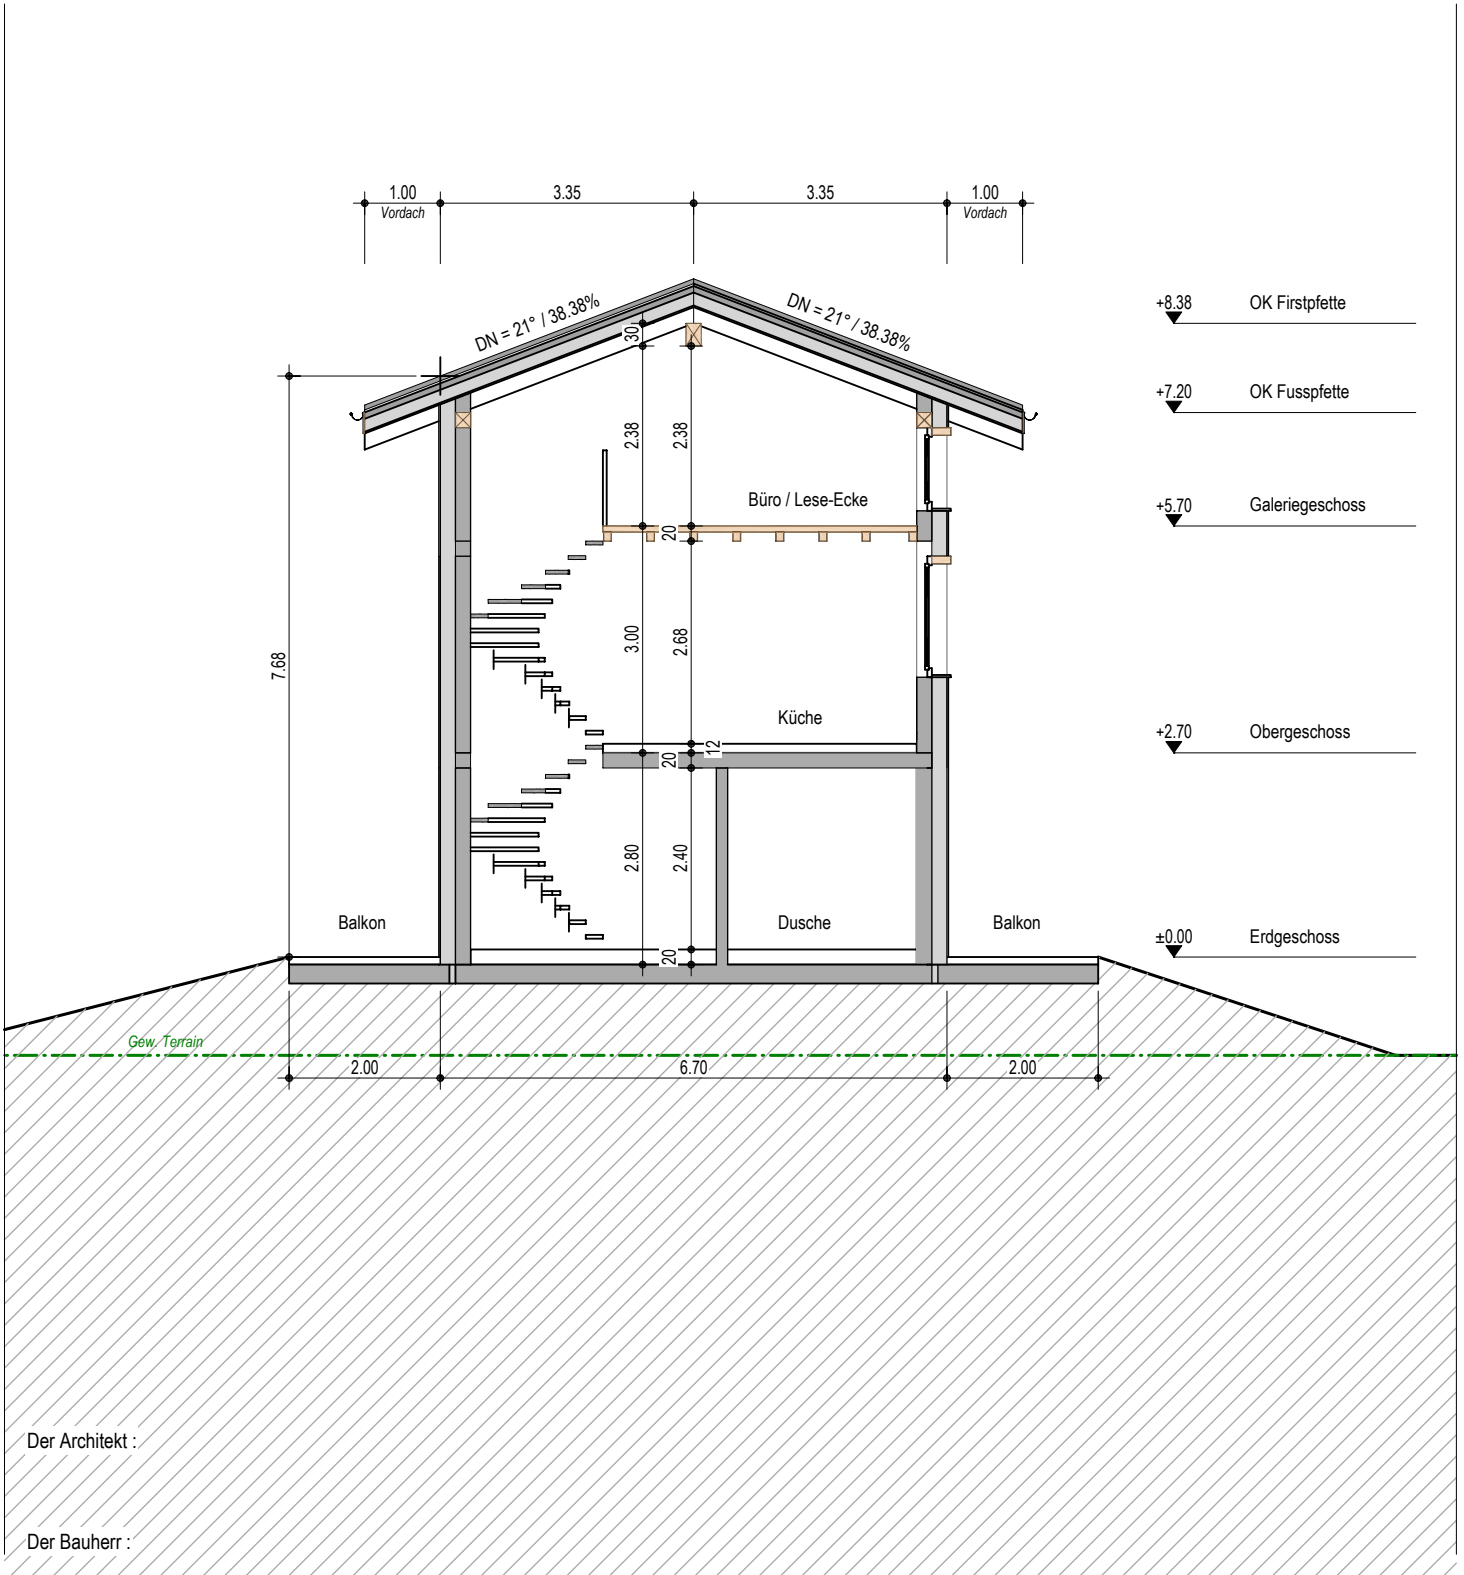 1.00 3.35 3.35 1.00
Vordach Vordach
DN = 21° / 38.38% DN = 21° / 38.38%
+8.38 OK Firstpfette
30
+7.20 OK Fusspfette
2.38 2.38
Büro / Lese-Ecke
+5.70 Galeriegeschoss
20
7.68
3.00 2.68
Küche
+2.70 Obergeschoss
12
20
2.80 2.40
Balkon Dusche Balkon
±0.00 Erdgeschoss
20
Gew. Terrain
2.00 6.70 2.00
Der Architekt :
Der Bauherr :